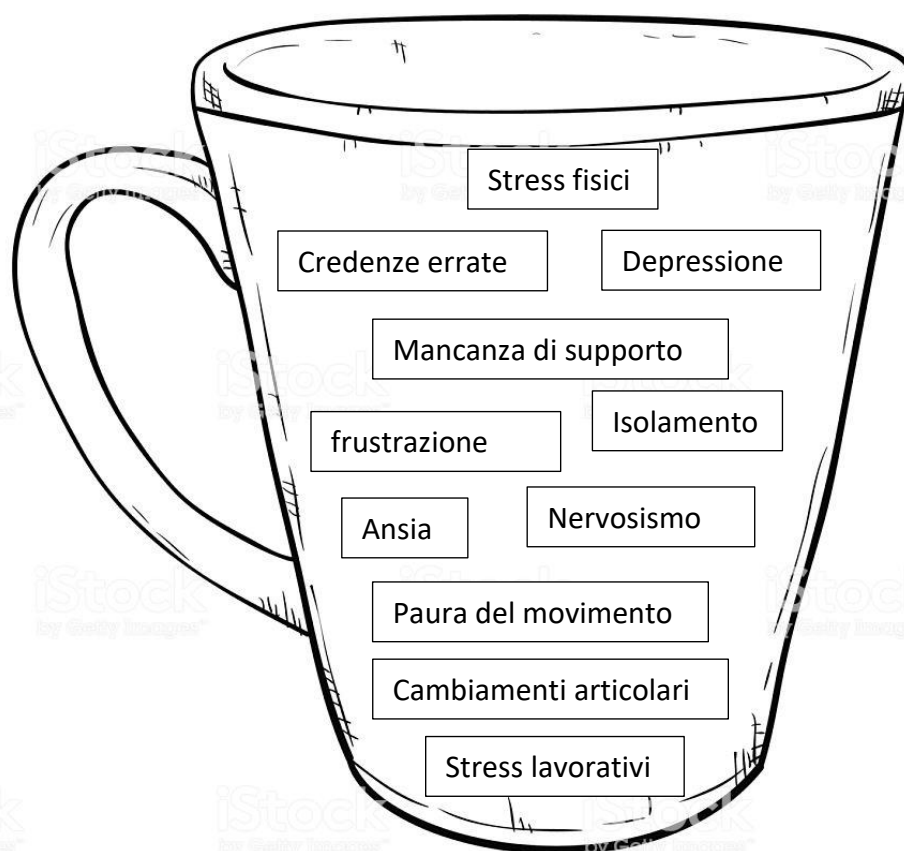 Stress fisici
Credenze errate
Depressione
Mancanza di supporto
Isolamento
frustrazione
Nervosismo
Ansia
Paura del movimento
Cambiamenti articolari
Stress lavorativi
iStock
by Getty Images™